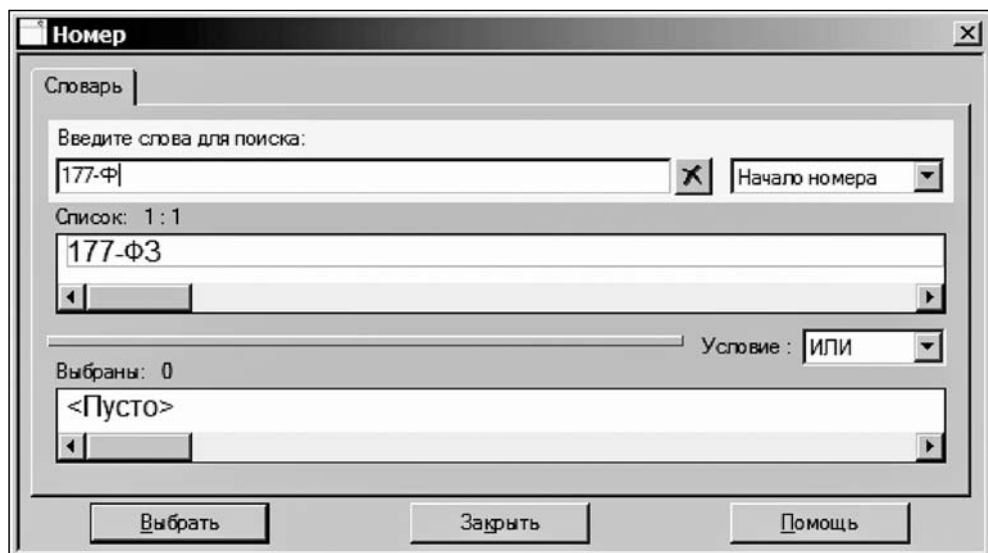 Номер
Словарь
Введите слова для поиска:
177-Ф Начало номера
Список: 1 : 1
177-ФЗ
Условие : ИЛИ
Выбраны: 0
<Пусто>
Выбрать Закрыть Помощь